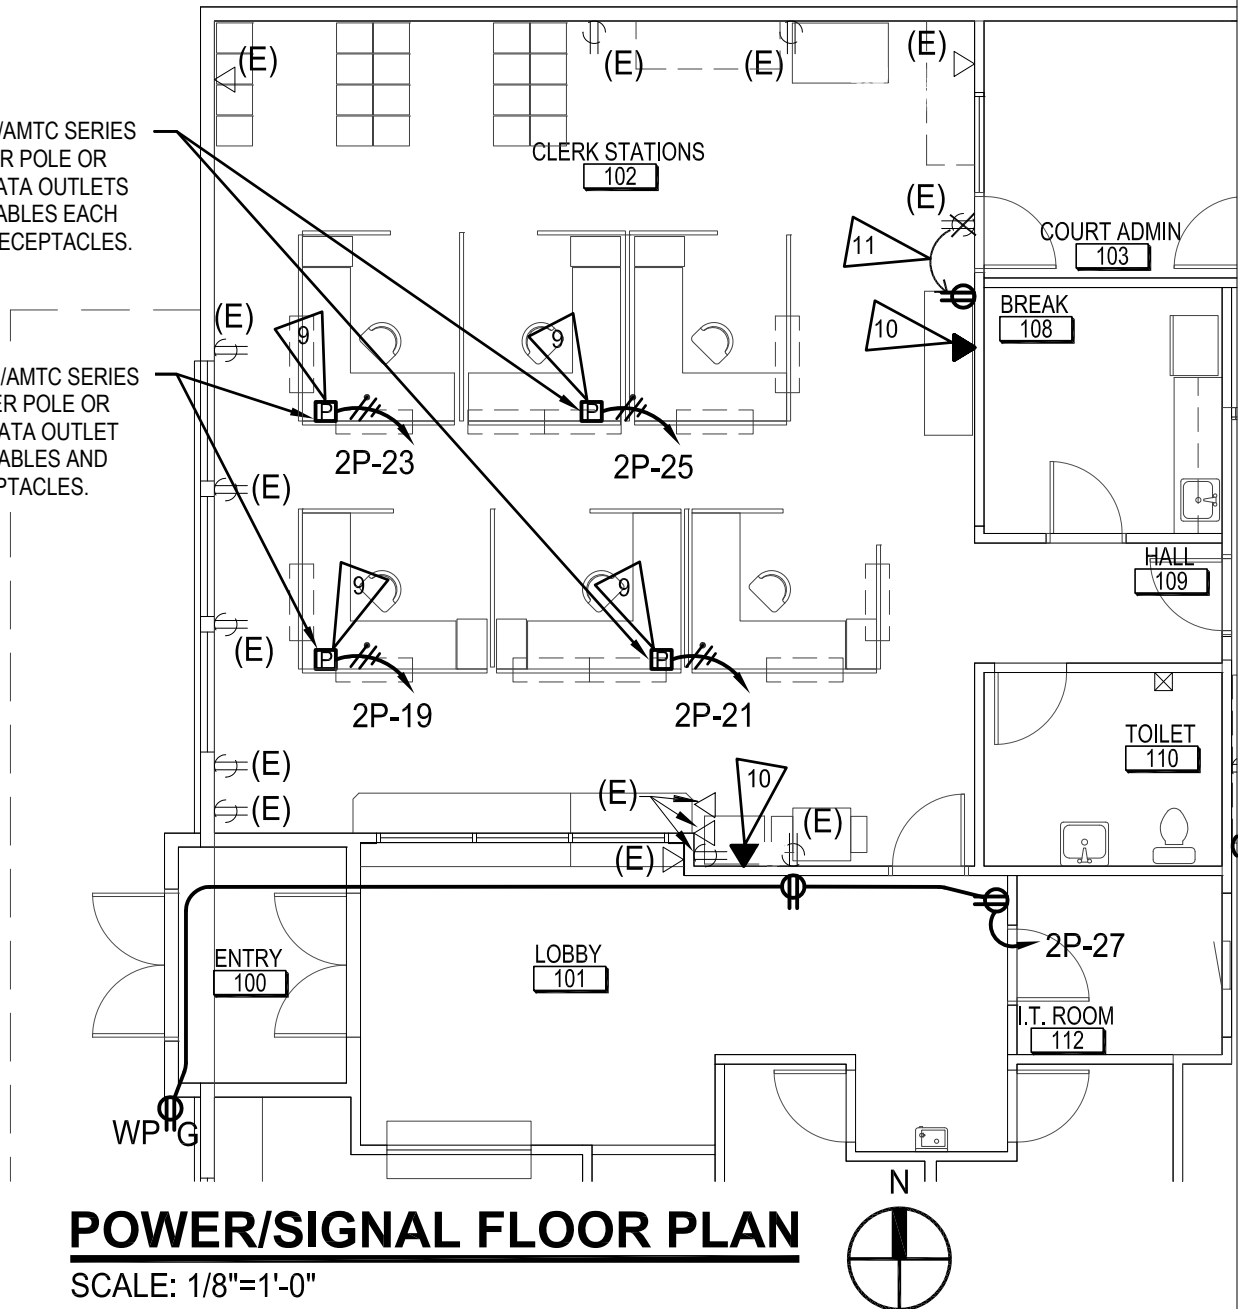 (E)
(E)
(E)
(E)
/AMTC SERIES
R POLE OR
ATA OUTLETS
ABLES EACH
ECEPTACLES.
CLERK STATIONS
102
(E)
11
COURT ADMIN
103
BREAK
108
10
(E)
9
9
/AMTC SERIES
ER POLE OR
ATA OUTLET
ABLES AND
PTACLES.
P
P
2P-23
2P-25
(E)
HALL
109
9
9
(E)
P
P
2P-19
2P-21
TOILET
110
(E)
(E)
10
(E)
(E)
(E)
ENTRY
100
LOBBY
101
2P-27
I.T. ROOM
112
WP
G
N
POWER/SIGNAL FLOOR PLAN
SCALE: 1/8"=1'-0"